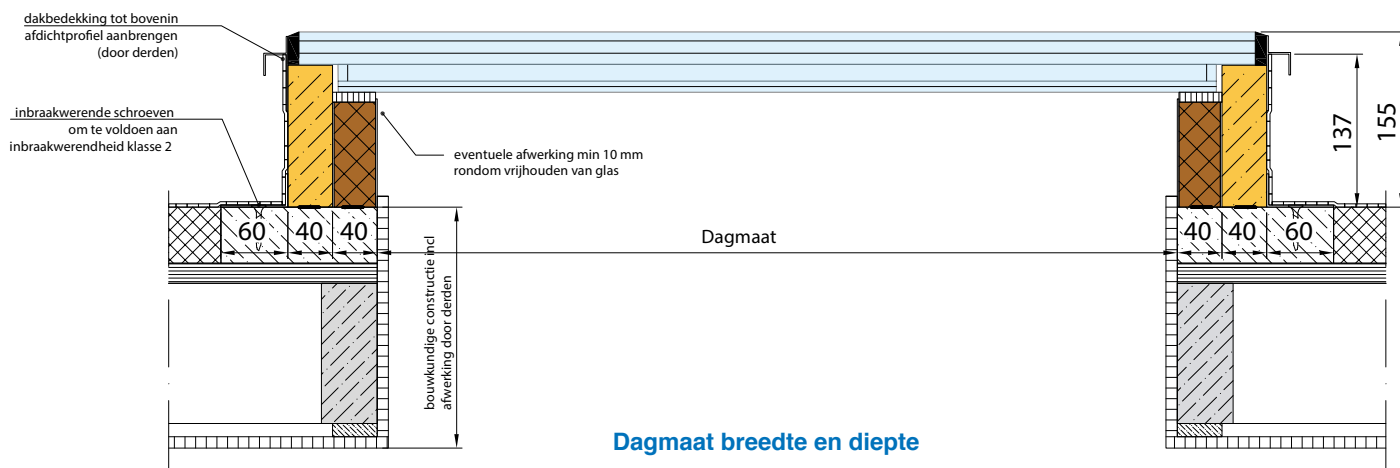 dakbedekking tot bovenin
afdichtprofiel aanbrengen
(door derden)
inbraakwerende schroeven
om te voldoen aan
inbraakwerendheid klasse 2
eventuele afwerking min 10 mm
rondom vrijhouden van glas
137
155
60
40
40
Dagmaat
40
40
60
bouwkundige constructie incl
afwerking door derden
Dagmaat breedte en diepte